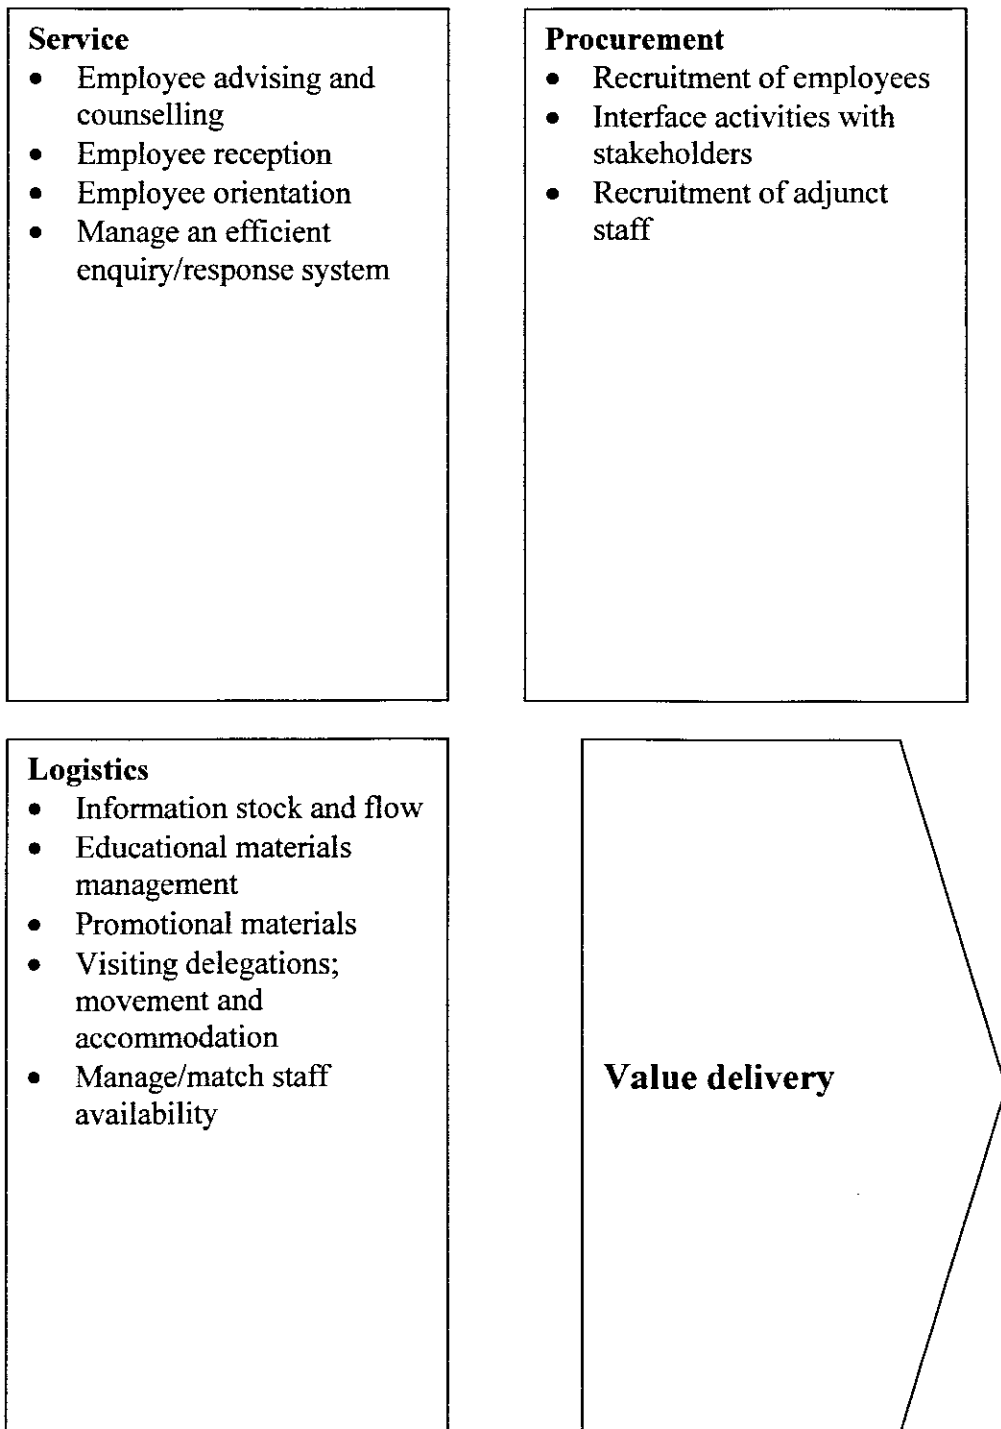 Service
• Employee advising and
counselling
• Employee reception
• Employee orientation
• Manage an efficient
enquiry/response system
Procurement
• Recruitment of employees
• Interface activities with
stakeholders
• Recruitment of adjunct
staff
Logistics
• Information stock and flow
• Educational materials
management
• Promotional materials
• Visiting delegations;
movement and
accommodation
• Manage/match staff
availability
Value delivery